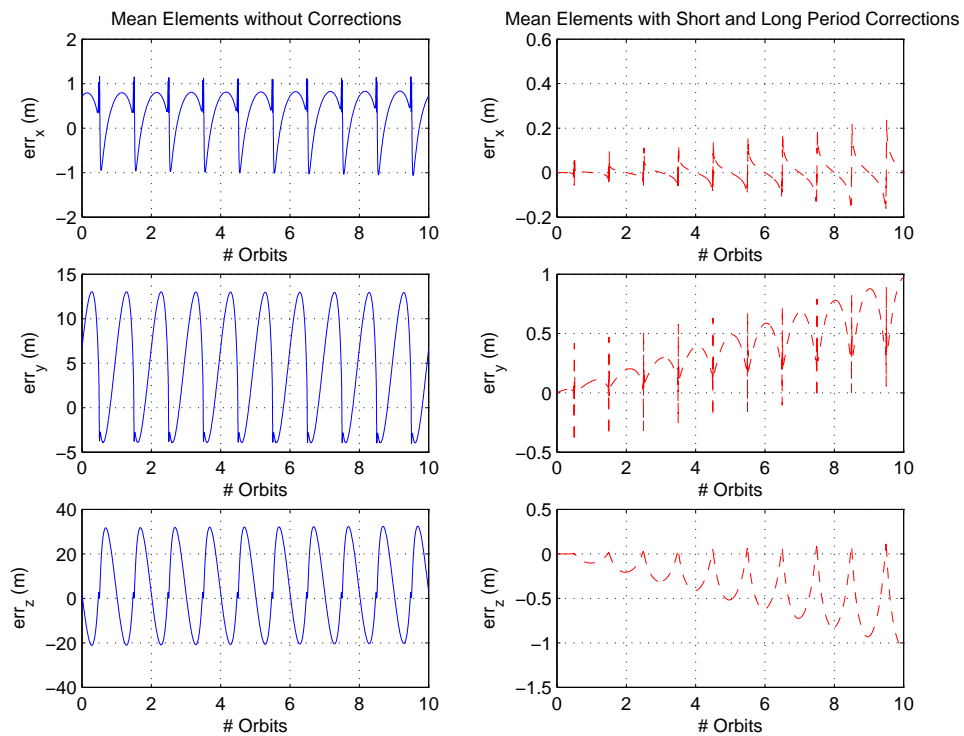 Mean Elements without Corrections
2
1
0
−1
−2
err_x (m)
0 2 4 6 8 10
# Orbits
Mean Elements with Short and Long Period Corrections
0.6
0.4
0.2
0
−0.2
err_x (m)
0 2 4 6 8 10
# Orbits
15
10
5
0
−5
err_y (m)
0 2 4 6 8 10
# Orbits
1
0.5
0
−0.5
err_y (m)
0 2 4 6 8 10
# Orbits
40
20
0
−20
−40
err_z (m)
0 2 4 6 8 10
# Orbits
0.5
0
−0.5
−1
−1.5
err_z (m)
0 2 4 6 8 10
# Orbits